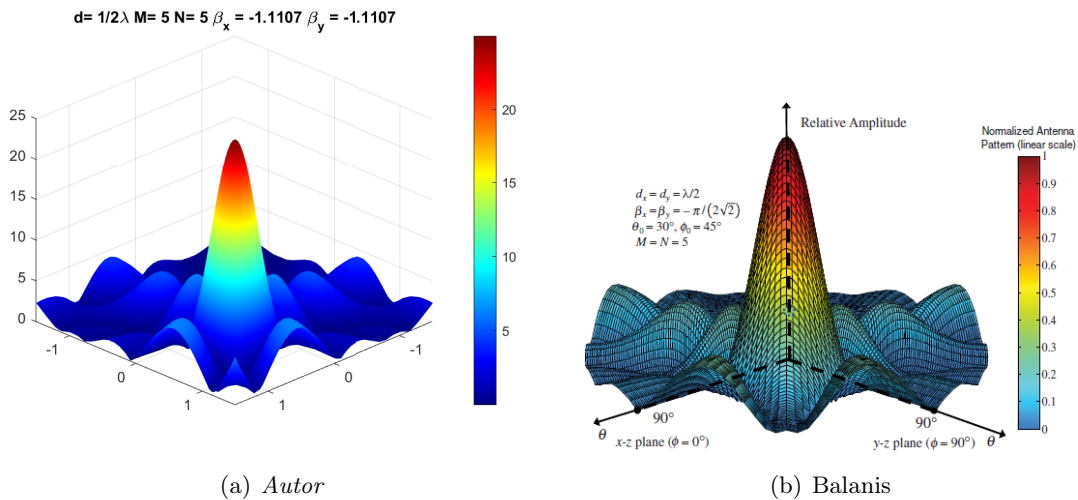 d= 1/2λ M= 5 N= 5 βx = -1.1107 βy = -1.1107
25
20
15
10
5
0
-1
0
1
-1
0
1
20
15
10
5
Relative Amplitude
dx = dy = λ/2
βx = βy = − π / (2√2)
θ0 = 30°, ϕ0 = 45°
M = N = 5
Normalized Antenna
Pattern (linear scale)
1
0.9
0.8
0.7
0.6
0.5
0.4
0.3
0.2
0.1
0
90°
θ
x-z plane (ϕ = 0°)
90°
y-z plane (ϕ = 90°)
θ
(a) Autor
(b) Balanis